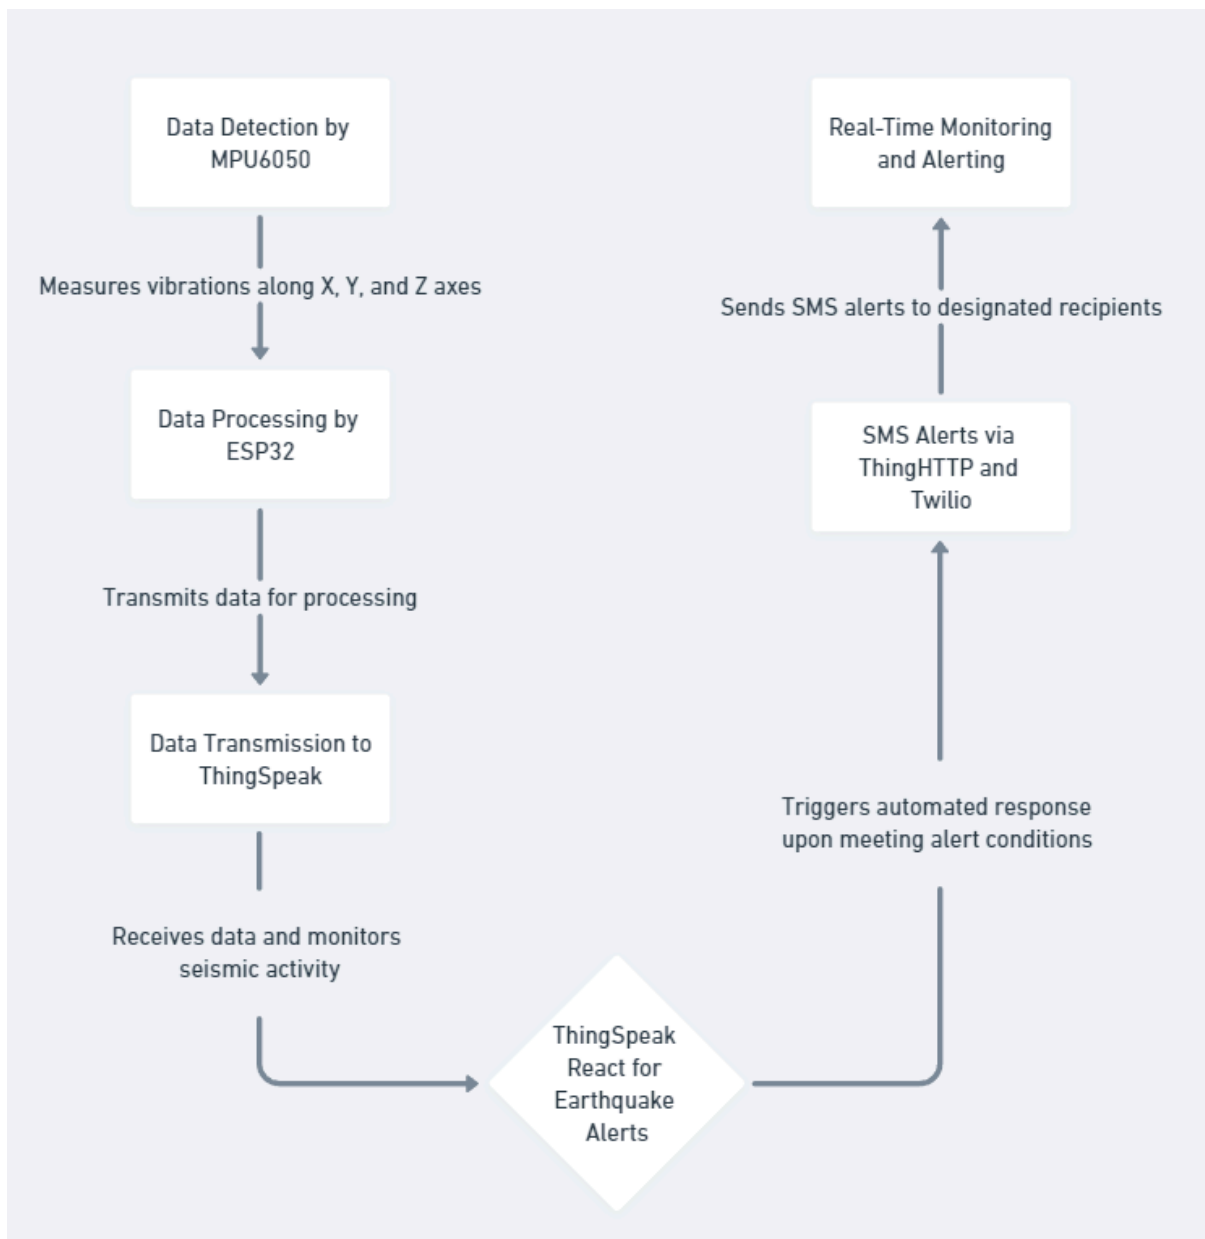 Data Detection by
MPU6050
Measures vibrations along X, Y, and Z axes
Data Processing by
ESP32
Transmits data for processing
Data Transmission to
ThingSpeak
Receives data and monitors
seismic activity
ThingSpeak
React for
Earthquake
Alerts
Triggers automated response
upon meeting alert conditions
SMS Alerts via
ThingHTTP and
Twilio
Sends SMS alerts to designated recipients
Real-Time Monitoring
and Alerting